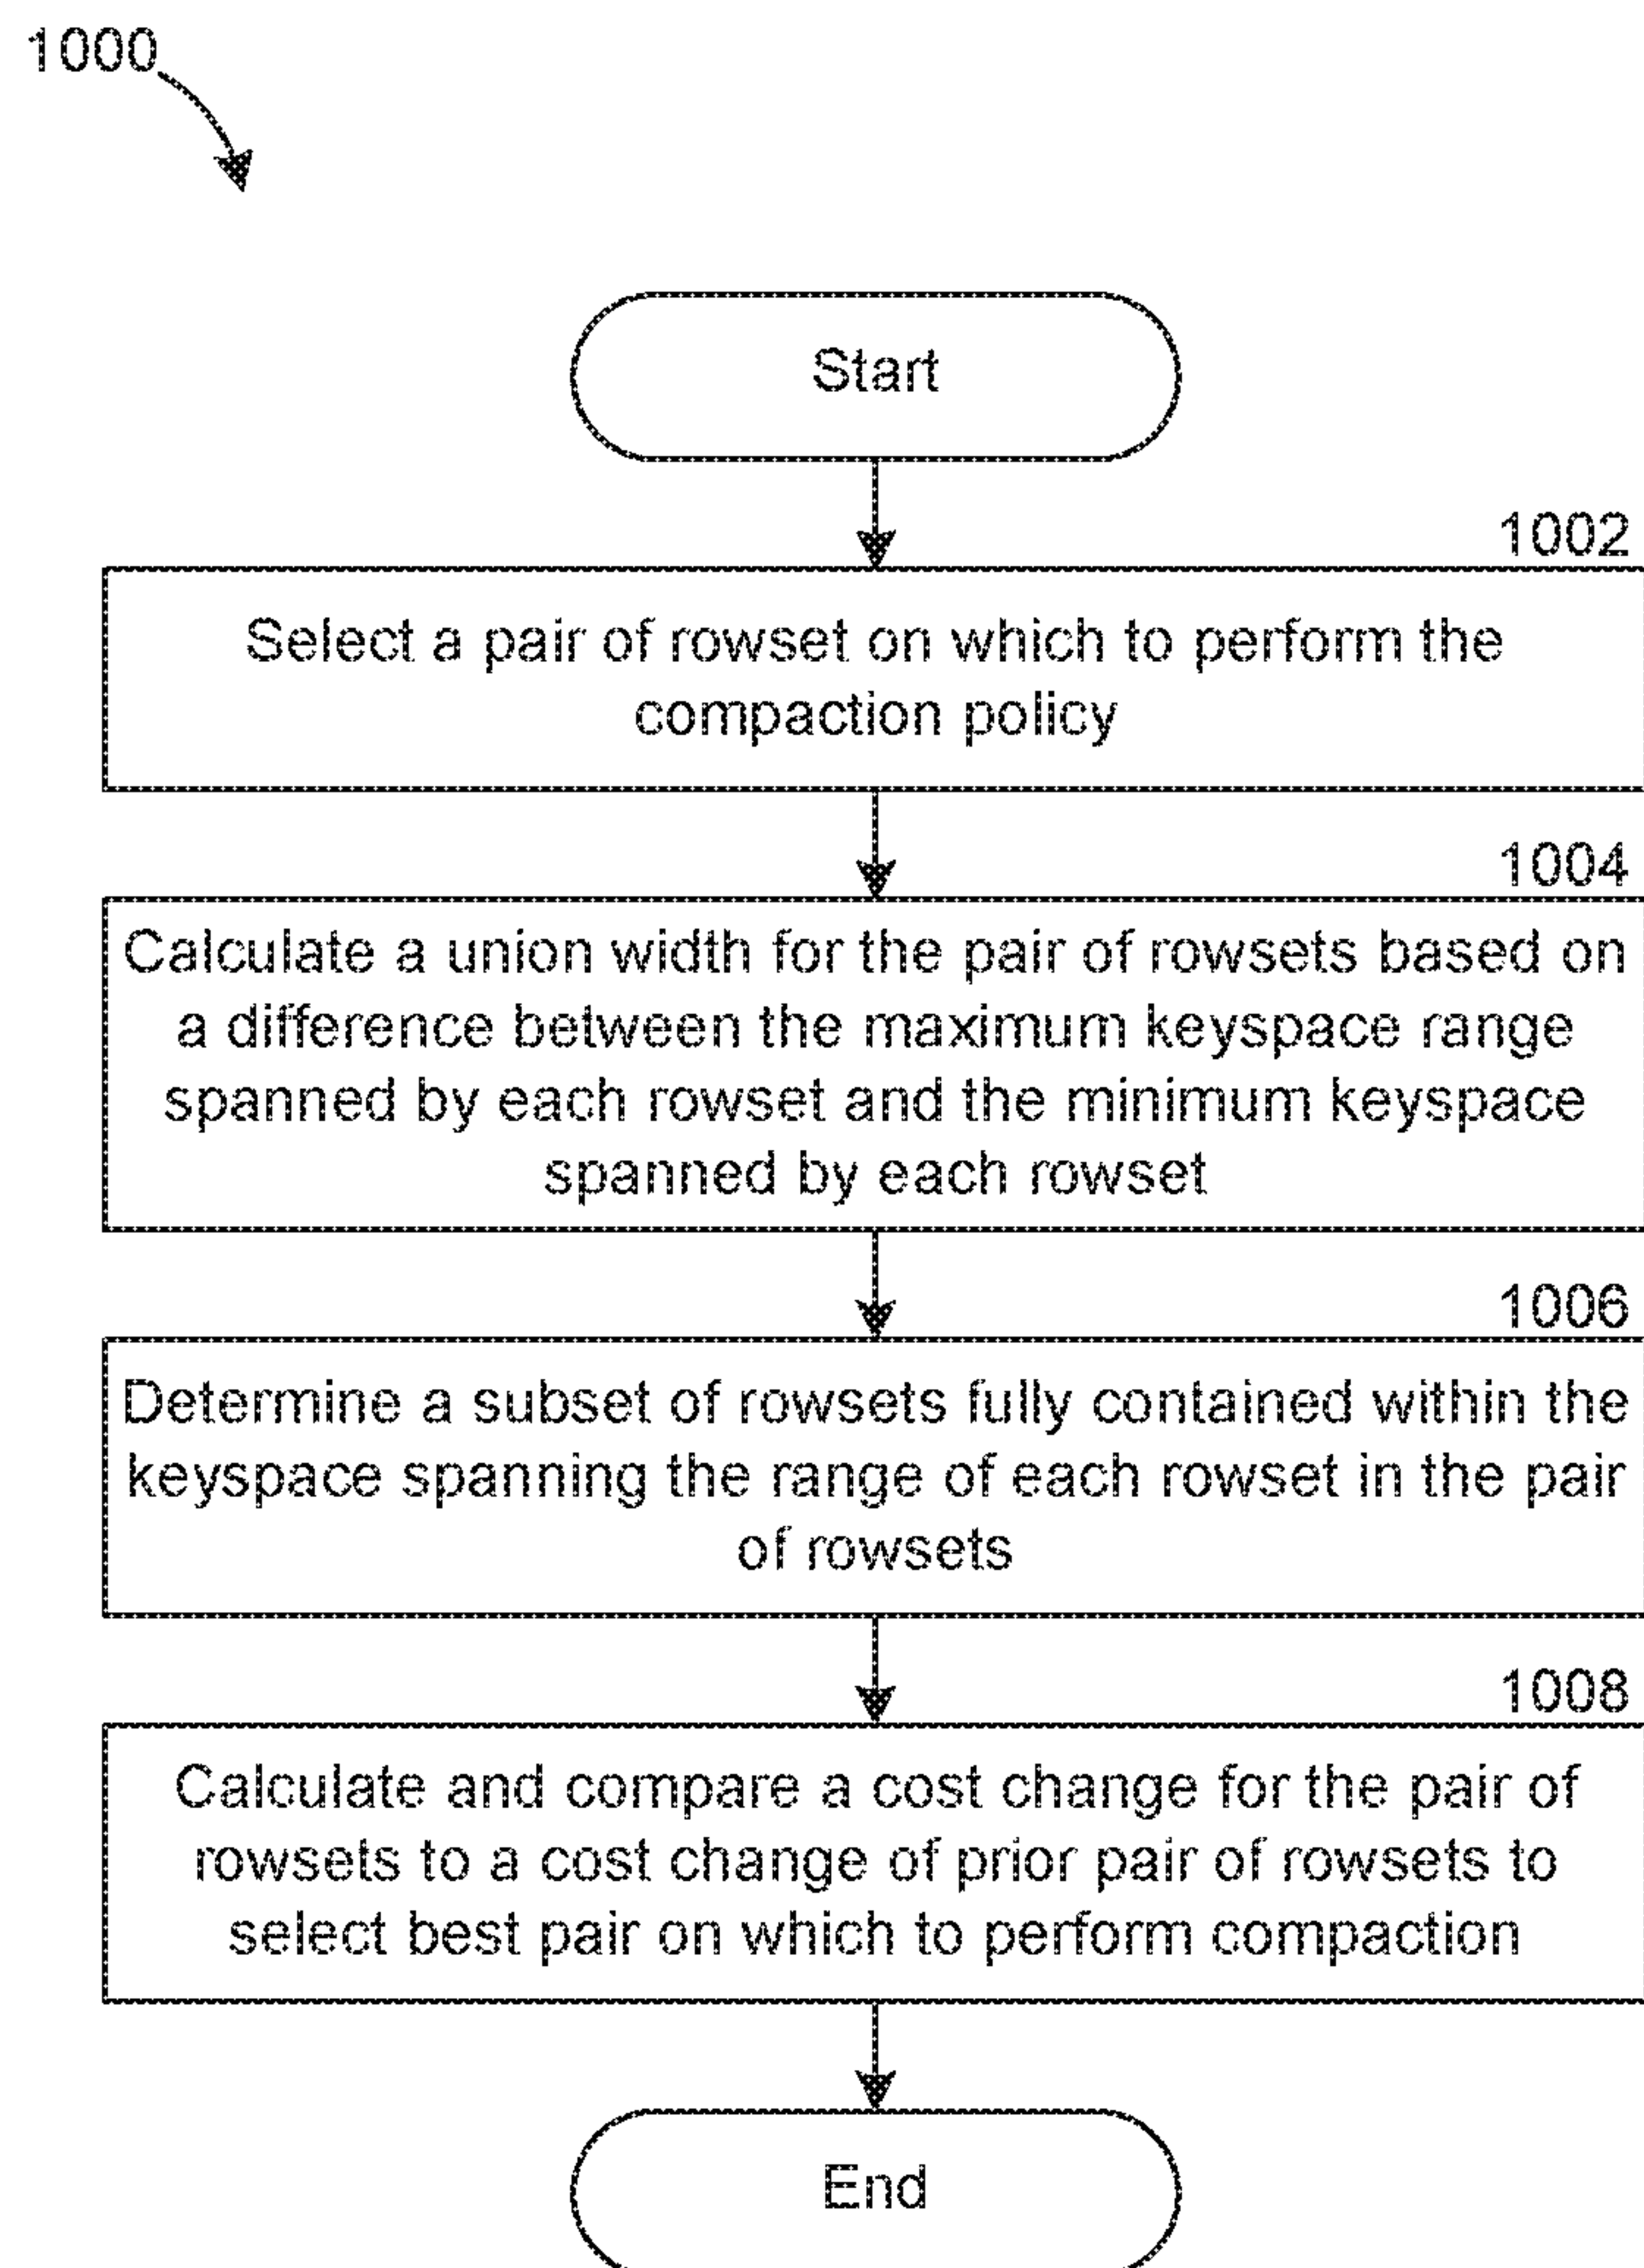 1000
Start
1002
Select a pair of rowset on which to perform the
compaction policy
1004
Calculate a union width for the pair of rowsets based on
a difference between the maximum keyspace range
spanned by each rowset and the minimum keyspace
spanned by each rowset
1006
Determine a subset of rowsets fully contained within the
keyspace spanning the range of each rowset in the pair
of rowsets
1008
Calculate and compare a cost change for the pair of
rowsets to a cost change of prior pair of rowsets to
select best pair on which to perform compaction
End